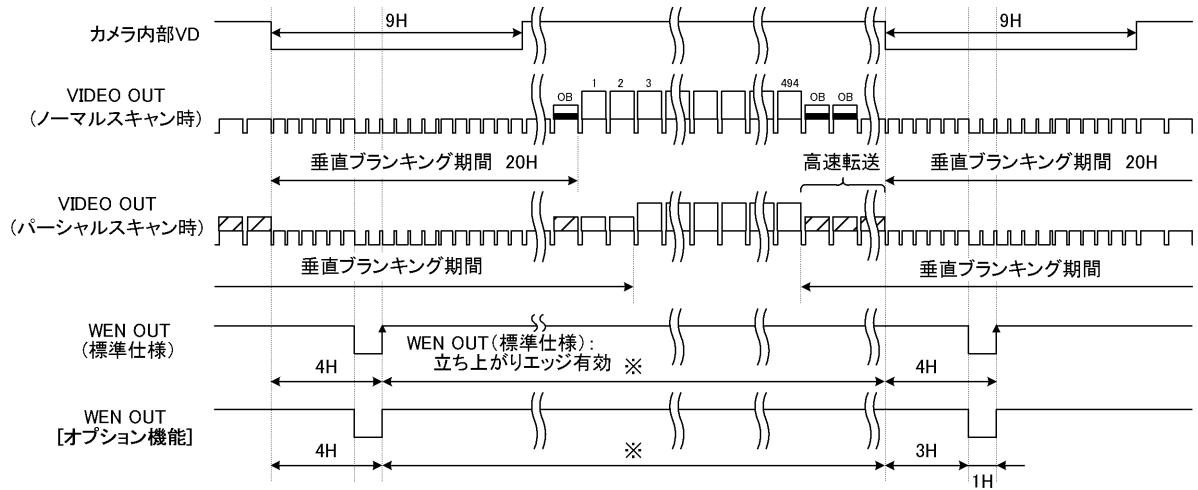 9H 9H
カメラ内部VD
VIDEO OUT
(ノーマルスキャン時)
OB 1 2 3 494 OB OB
垂直ブランキング期間 20H 高速転送 垂直ブランキング期間 20H
VIDEO OUT
(パーシャルスキャン時)
垂直ブランキング期間 垂直ブランキング期間
WEN OUT
(標準仕様)
WEN OUT(標準仕様):
立ち上がりエッジ有効
4H ※ 4H
WEN OUT
[オプション機能]
4H ※ 3H
1H